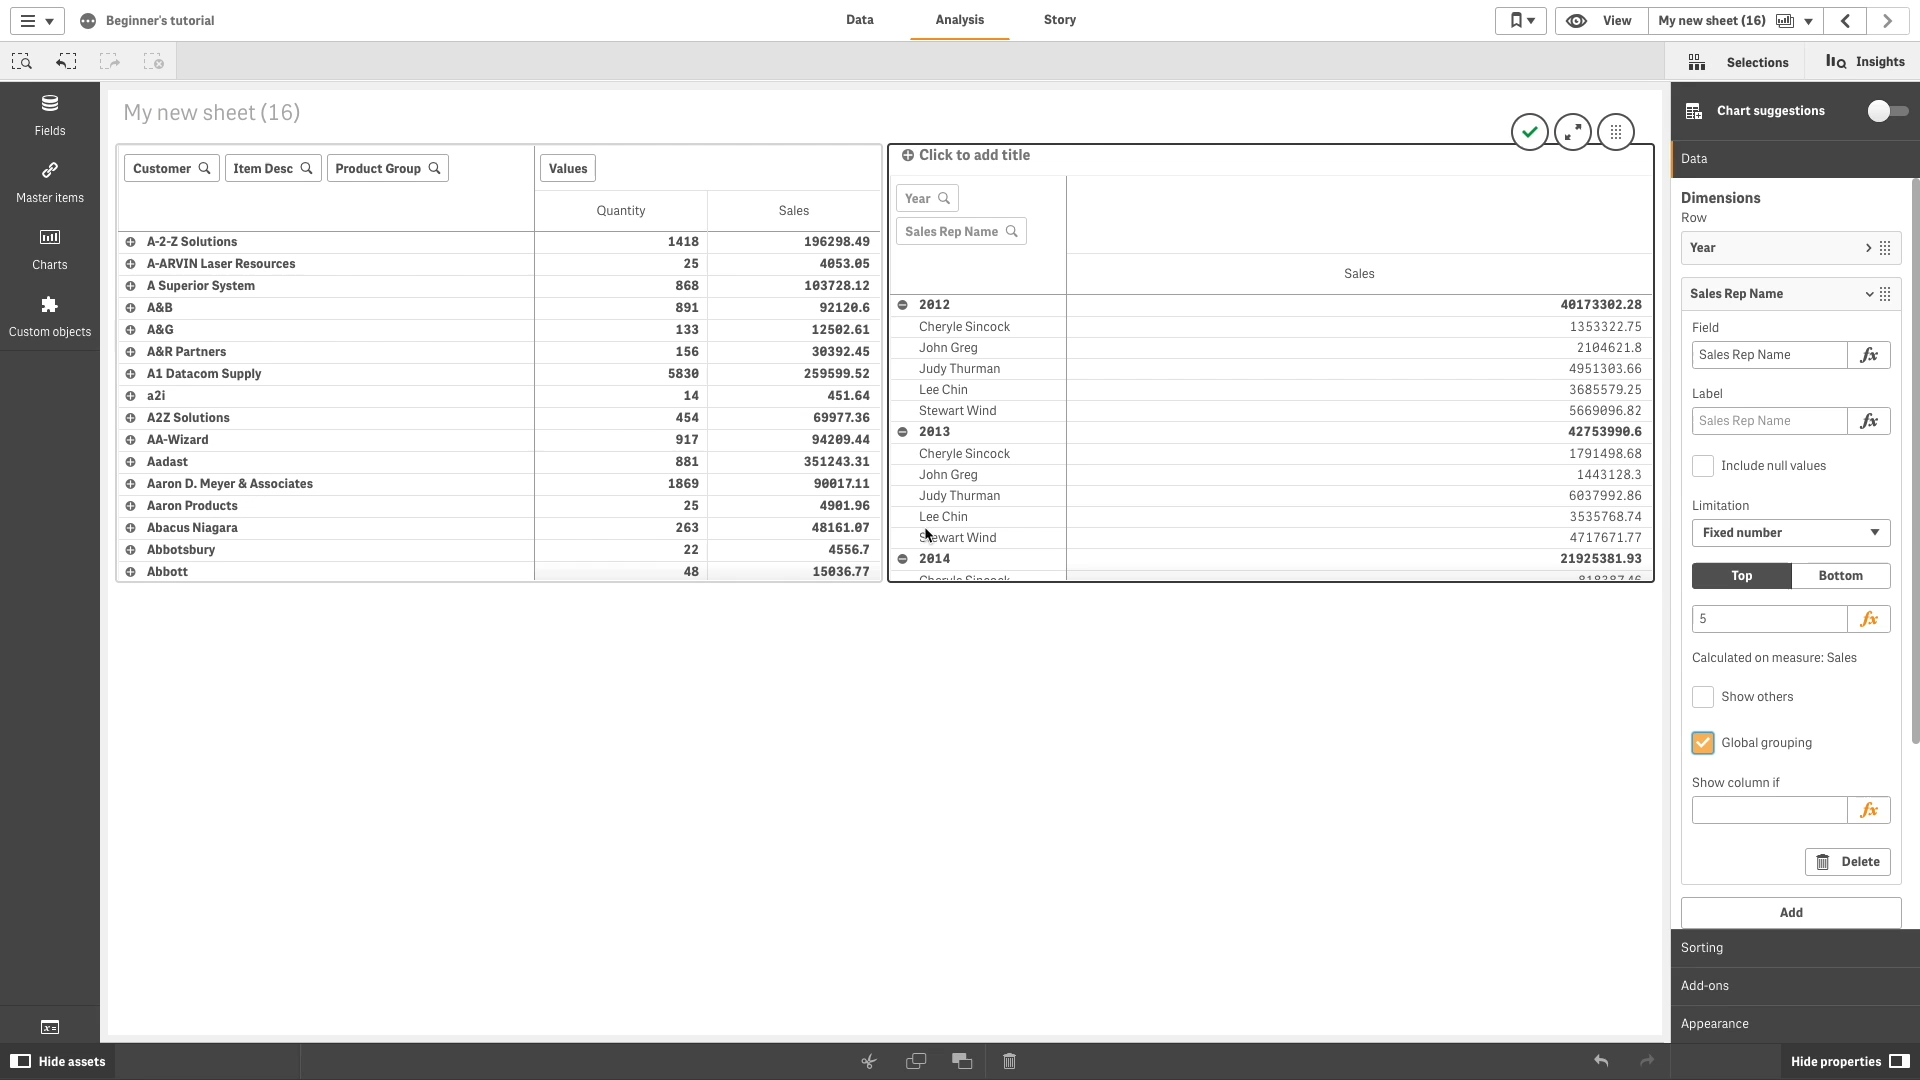 Beginner's tutorial
Data
Analysis
Story
View
My new sheet (16)
Selections
Insights
Fields
Master items
Charts
Custom objects
My new sheet (16)
Customer
Item Desc
Product Group
Values
Quantity
Sales
A-2-Z Solutions 1418 196298.49
A-ARVIN Laser Resources 25 4053.05
A Superior System 868 103728.12
A&B 891 92120.6
A&G 133 12502.61
A&R Partners 156 30392.45
A1 Datacom Supply 5830 259599.52
a2i 14 451.64
A2Z Solutions 454 69977.36
AA-Wizard 917 94209.44
Aadast 881 351243.31
Aaron D. Meyer & Associates 1869 90017.11
Aaron Products 25 4901.96
Abacus Niagara 263 48161.07
Abbotsbury 22 4556.7
Abbott 48 15036.77
Click to add title
Year
Sales Rep Name
Sales
2012 40173302.28
Cheryle Sincock 1353322.75
John Greg 2104621.8
Judy Thurman 4951303.66
Lee Chin 3685579.25
Stewart Wind 5669096.82
2013 42753990.6
Cheryle Sincock 1791498.68
John Greg 1443128.3
Judy Thurman 6037992.86
Lee Chin 3535768.74
Stewart Wind 4717671.77
2014 21925381.93
Cheryle Sincock
Chart suggestions
Data
Dimensions
Row
Year
Sales Rep Name
Field
Sales Rep Name
fx
Label
Sales Rep Name
fx
Include null values
Limitation
Fixed number
Top
Bottom
5
fx
Calculated on measure: Sales
Show others
Global grouping
Show column if
fx
Delete
Add
Sorting
Add-ons
Appearance
Hide assets
Hide properties